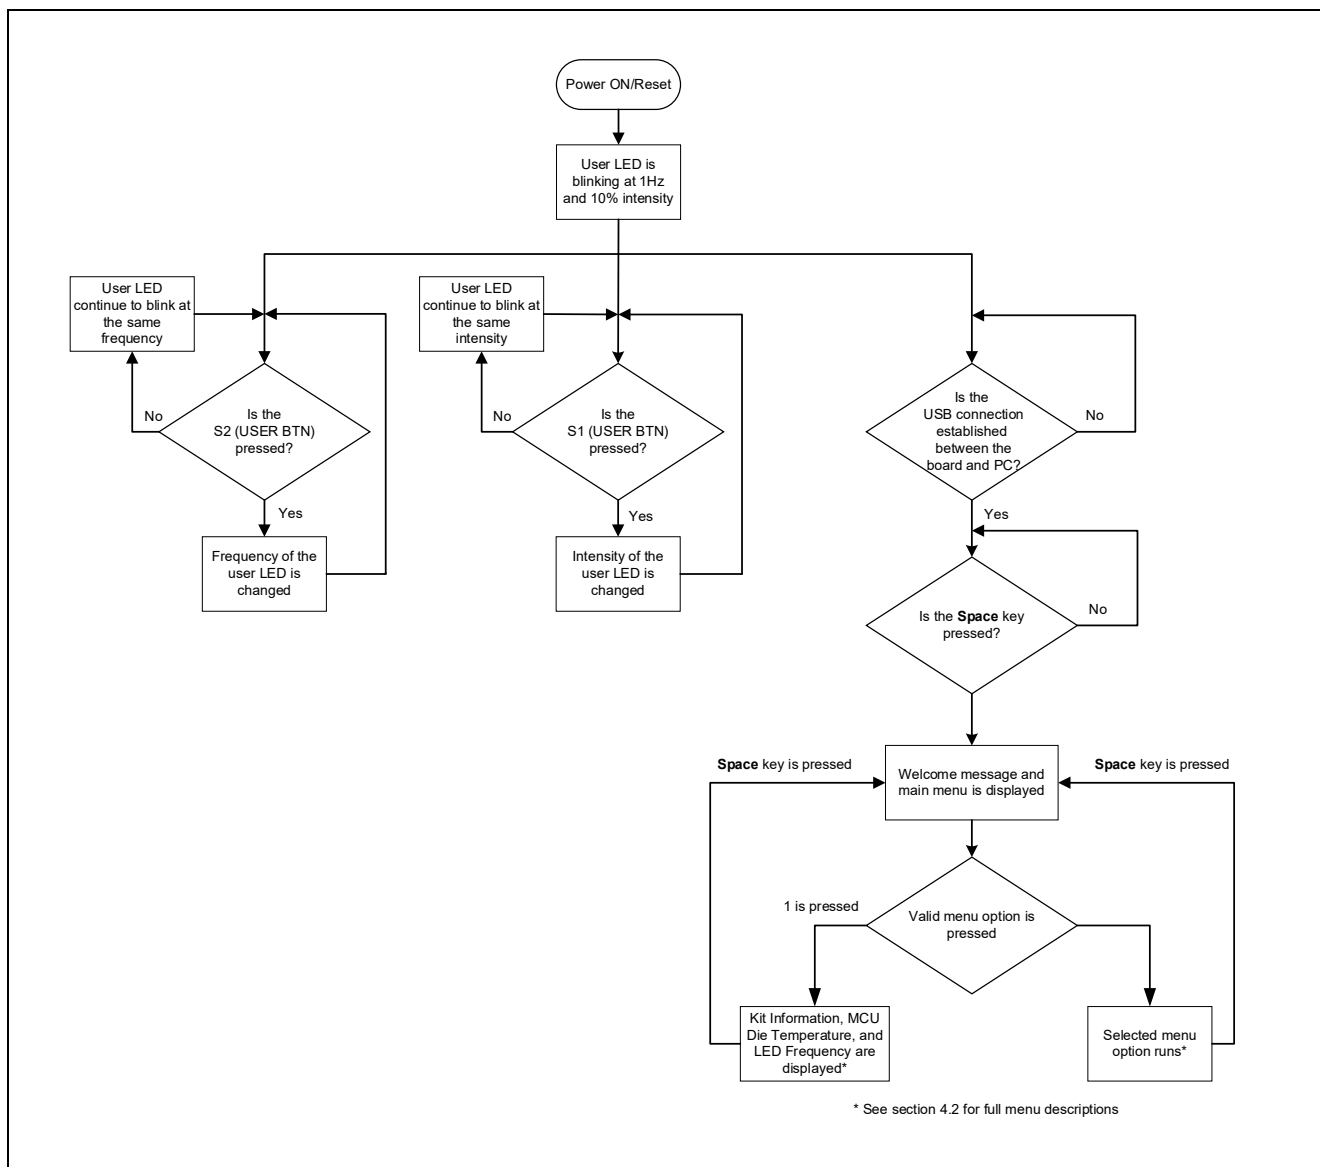 Power ON/Reset
User LED is
blinking at 1Hz
and 10% intensity
User LED
continue to blink at
the same
frequency
No
Is the
S2 (USER BTN)
pressed?
Yes
Frequency of the
user LED is
changed
User LED
continue to blink at
the same
intensity
No
Is the
S1 (USER BTN)
pressed?
Yes
Intensity of the
user LED is
changed
Is the
USB connection
established
between the
board and PC?
No
Yes
Is the Space key
pressed?
No
Space key is pressed
Welcome message and
main menu is displayed
Space key is pressed
1 is pressed
Valid menu option is
pressed
Kit Information, MCU
Die Temperature, and
LED Frequency are
displayed*
Selected menu
option runs*
* See section 4.2 for full menu descriptions